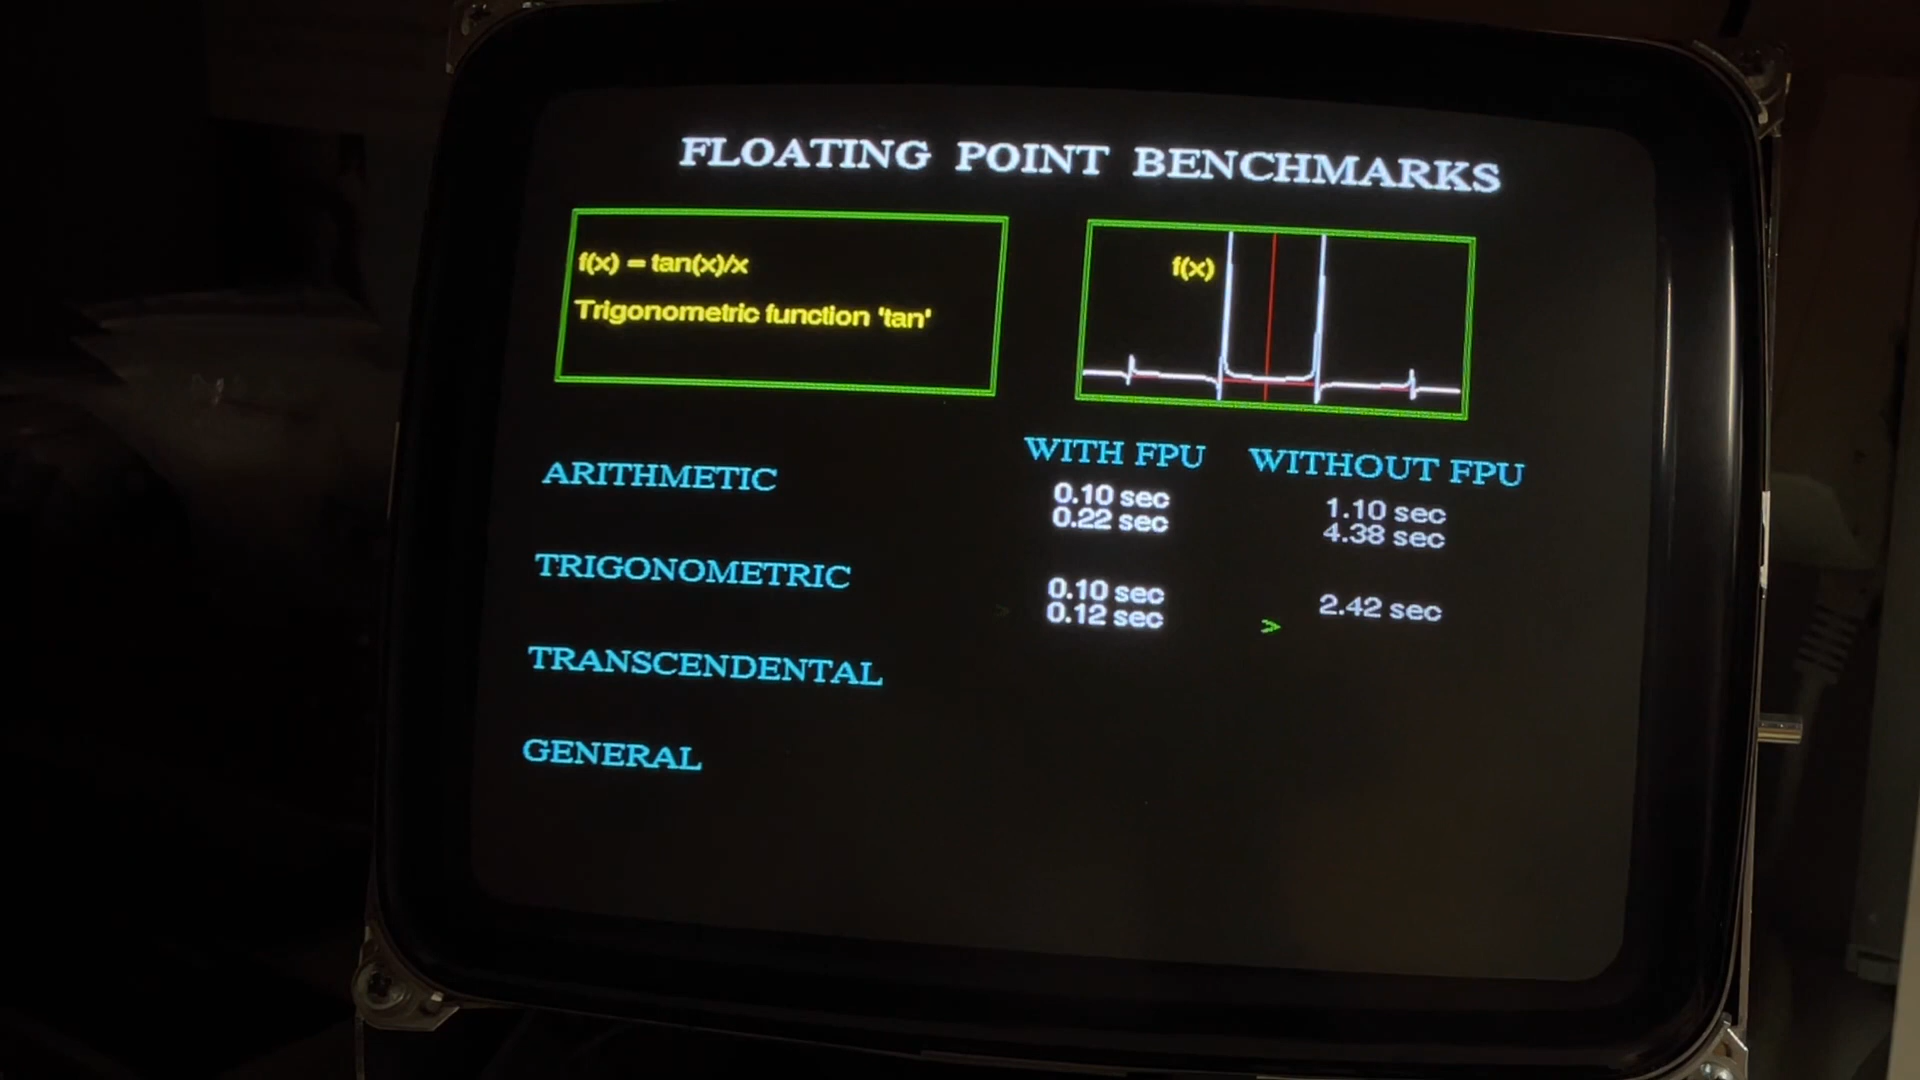 FLOATING POINT BENCHMARKS
f(x) = tan(x)/x
Trigonometric function 'tan'
f(x)
WITH FPU WITHOUT FPU
ARITHMETIC
0.10 sec 1.10 sec
0.22 sec 4.38 sec
TRIGONOMETRIC
0.10 sec 2.42 sec
0.12 sec >
TRANSCENDENTAL
GENERAL